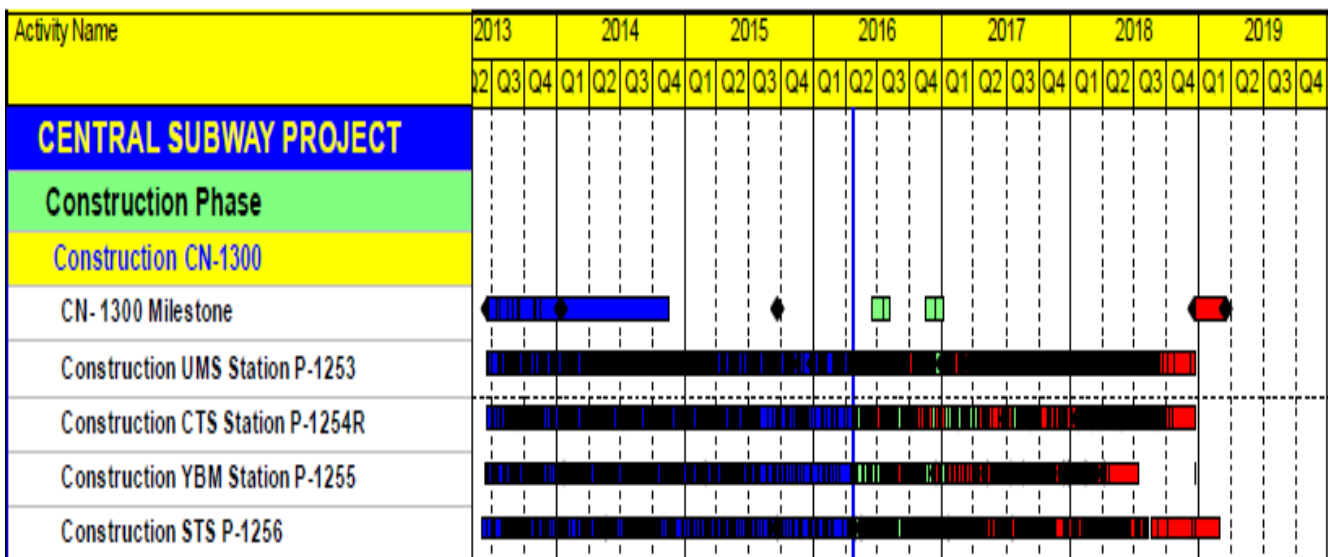 Activity Name 2013 2014 2015 2016 2017 2018 2019
Q2 Q3 Q4 Q1 Q2 Q3 Q4 Q1 Q2 Q3 Q4 Q1 Q2 Q3 Q4 Q1 Q2 Q3 Q4 Q1 Q2 Q3 Q4 Q1 Q2 Q3 Q4
CENTRAL SUBWAY PROJECT
Construction Phase
Construction CN-1300
CN- 1300 Milestone
Construction UMS Station P-1253
Construction CTS Station P-1254R
Construction YBM Station P-1255
Construction STS P-1256